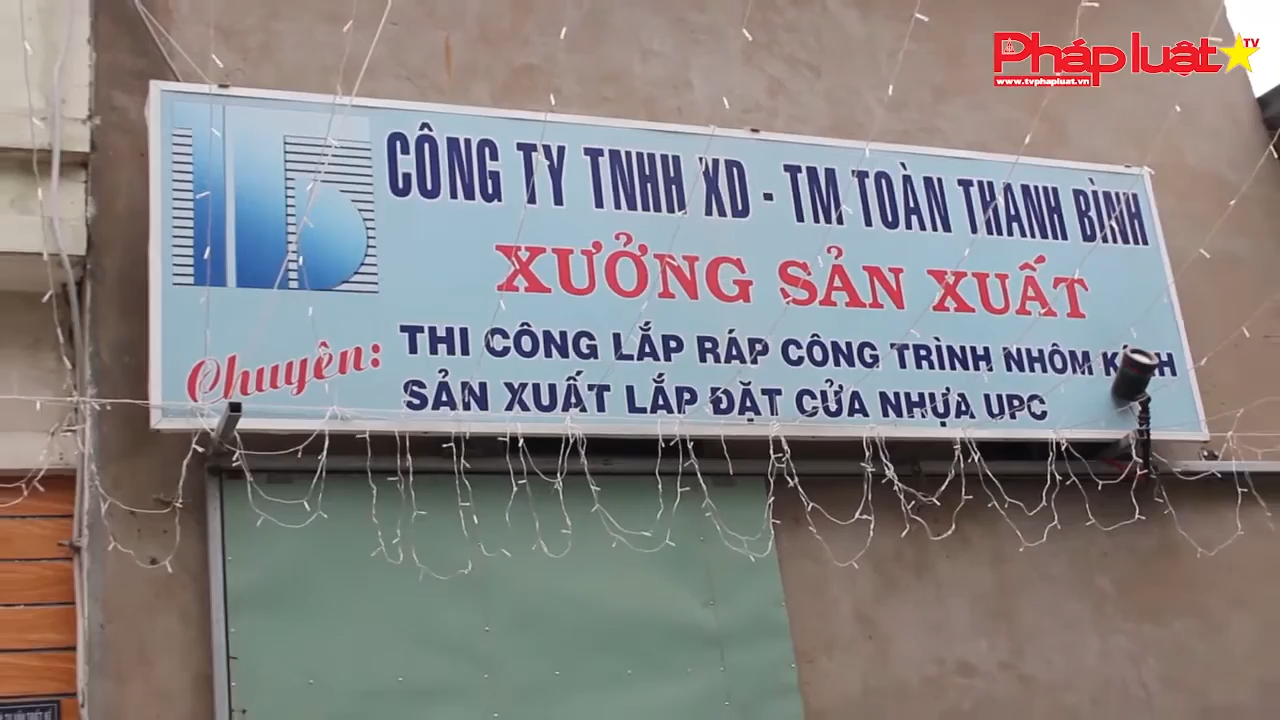 Pháp luật TV
www.tvphapluat.vn
CÔNG TY TNHH XD - TM TOÀN THANH BÌNH
XƯỞNG SẢN XUẤT
Chuyên: THI CÔNG LẮP RÁP CÔNG TRÌNH NHÔM KÍNH
SẢN XUẤT LẮP ĐẶT CỬA NHỰA UPC